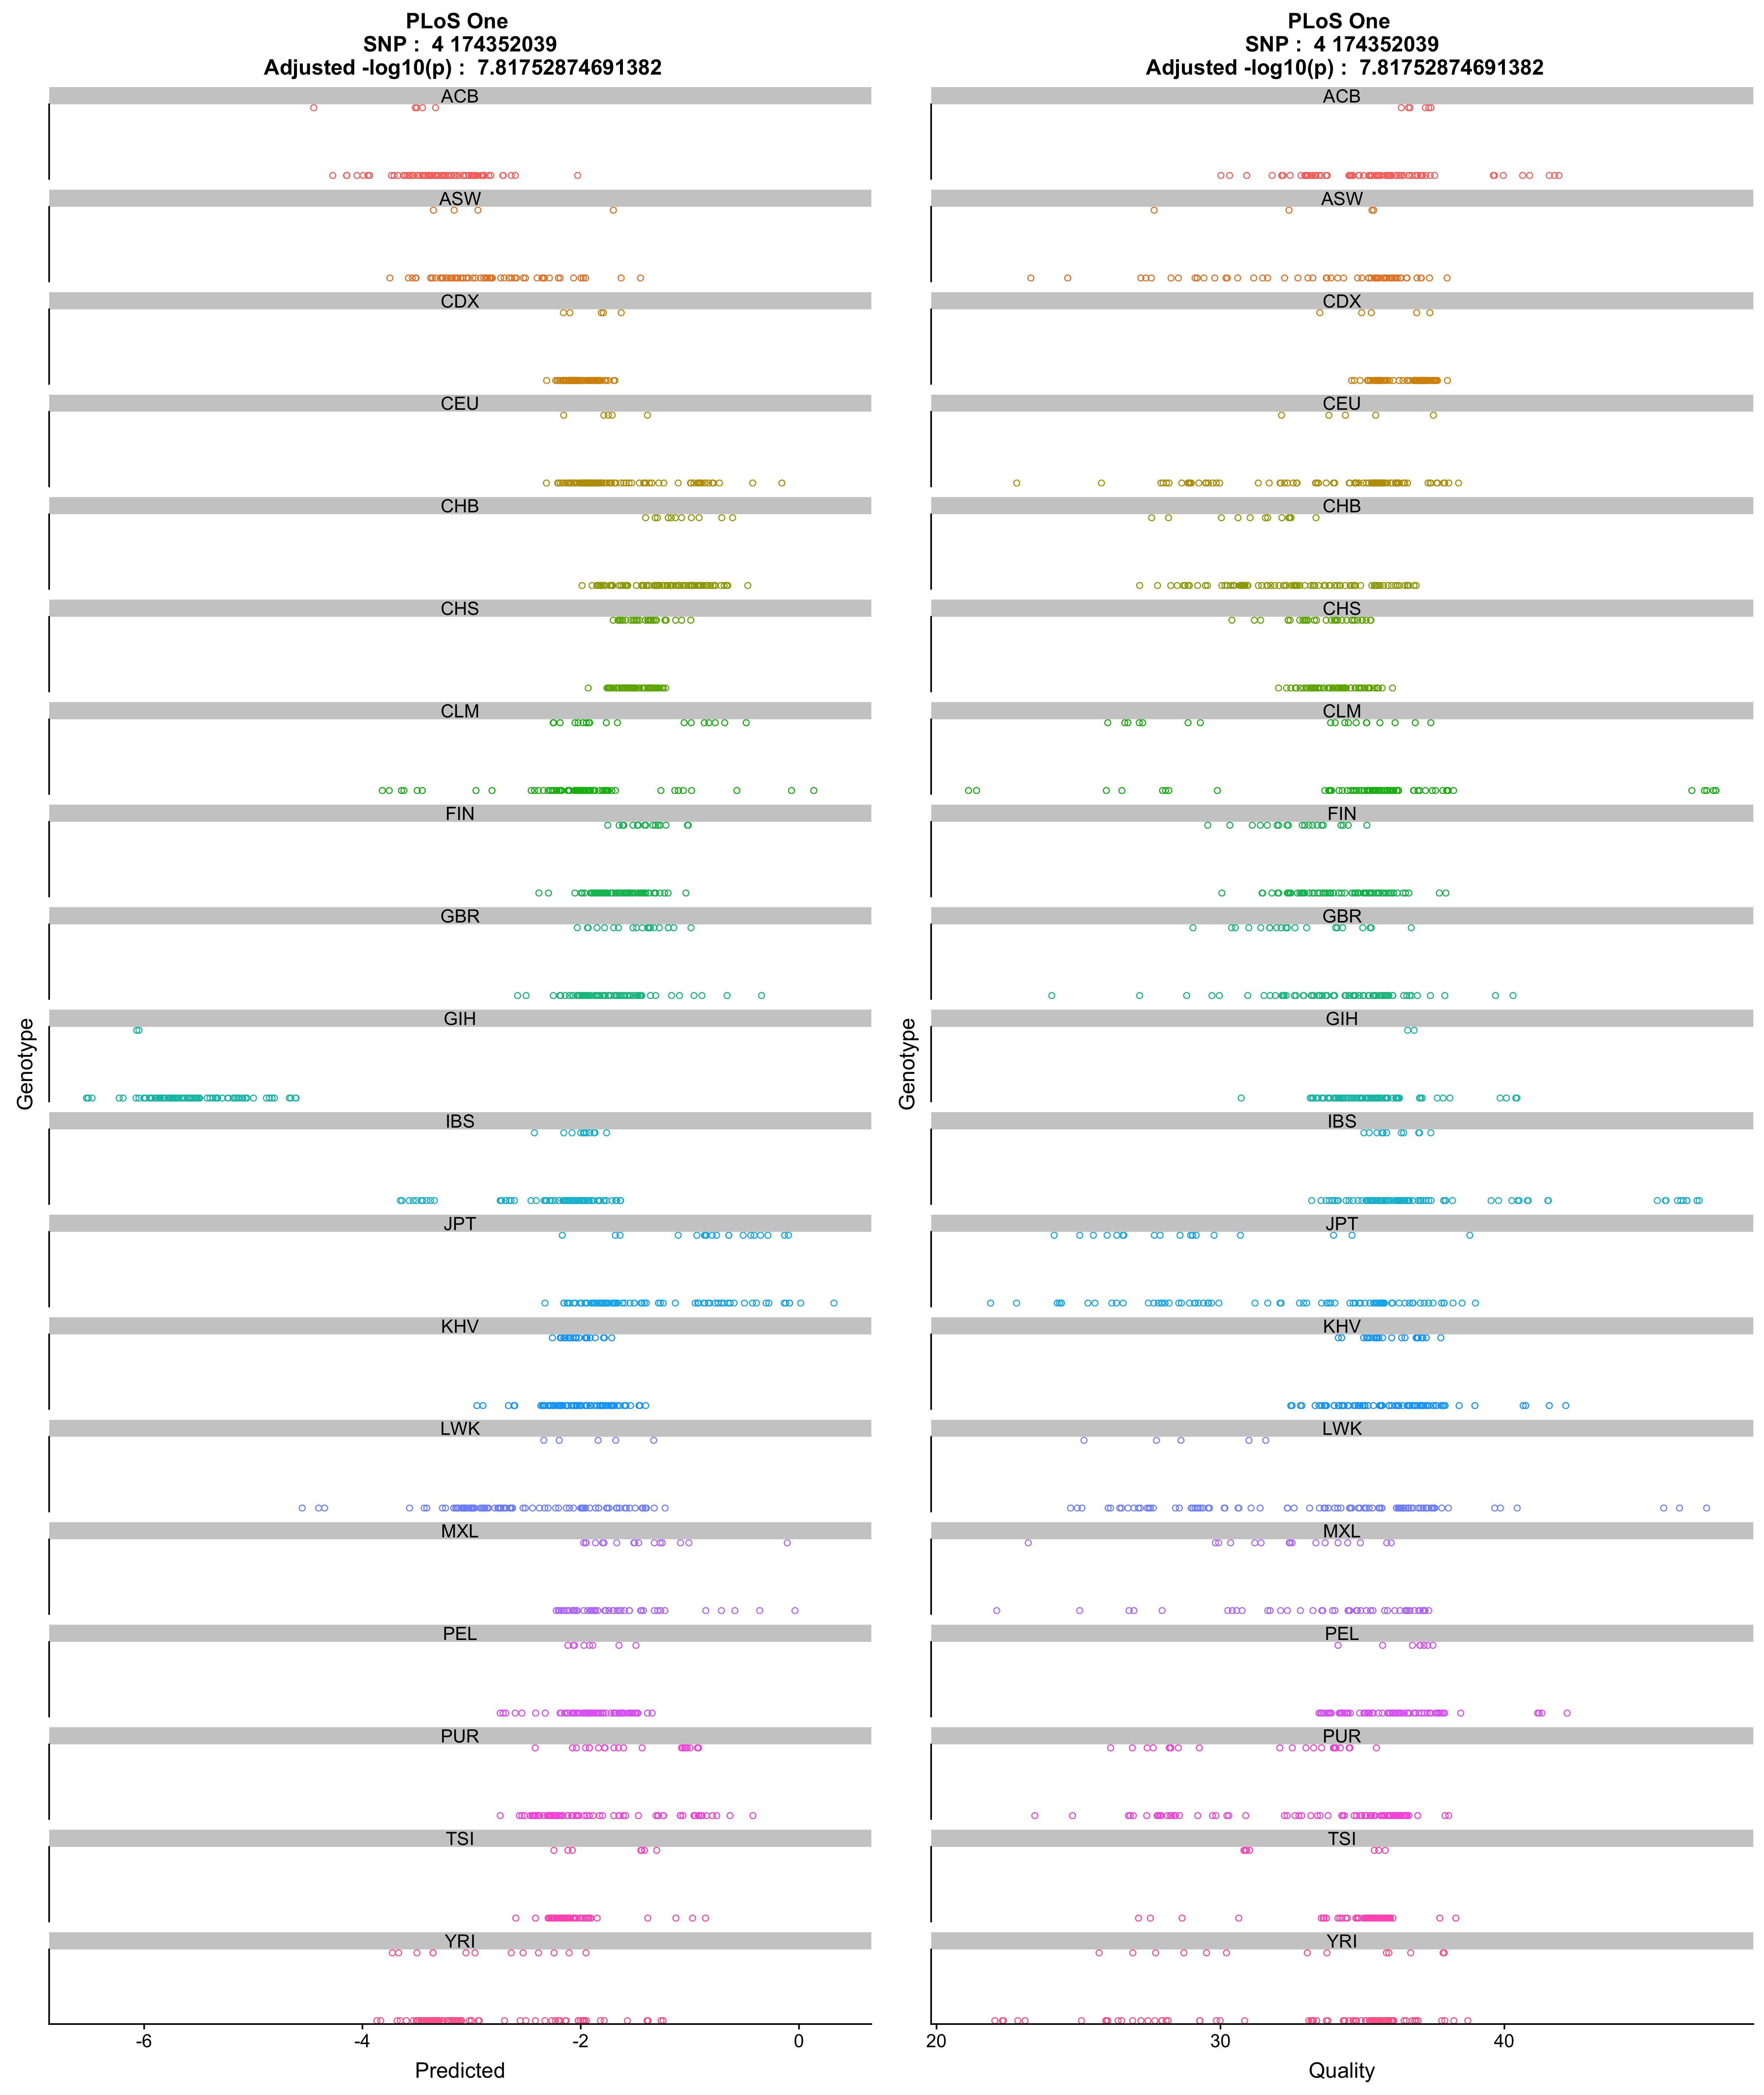 PLoS One
SNP :  4 174352039
Adjusted -log10(p) :  7.81752874691382
ACB
ASW
CDX
CEU
CHB
CHS
CLM
FIN
GBR
GIH
IBS
JPT
KHV
LWK
MXL
PEL
PUR
TSI
YRI
Genotype
-6 -4 -2 0
Predicted
PLoS One
SNP :  4 174352039
Adjusted -log10(p) :  7.81752874691382
ACB
ASW
CDX
CEU
CHB
CHS
CLM
FIN
GBR
GIH
IBS
JPT
KHV
LWK
MXL
PEL
PUR
TSI
YRI
Genotype
20 30 40
Quality